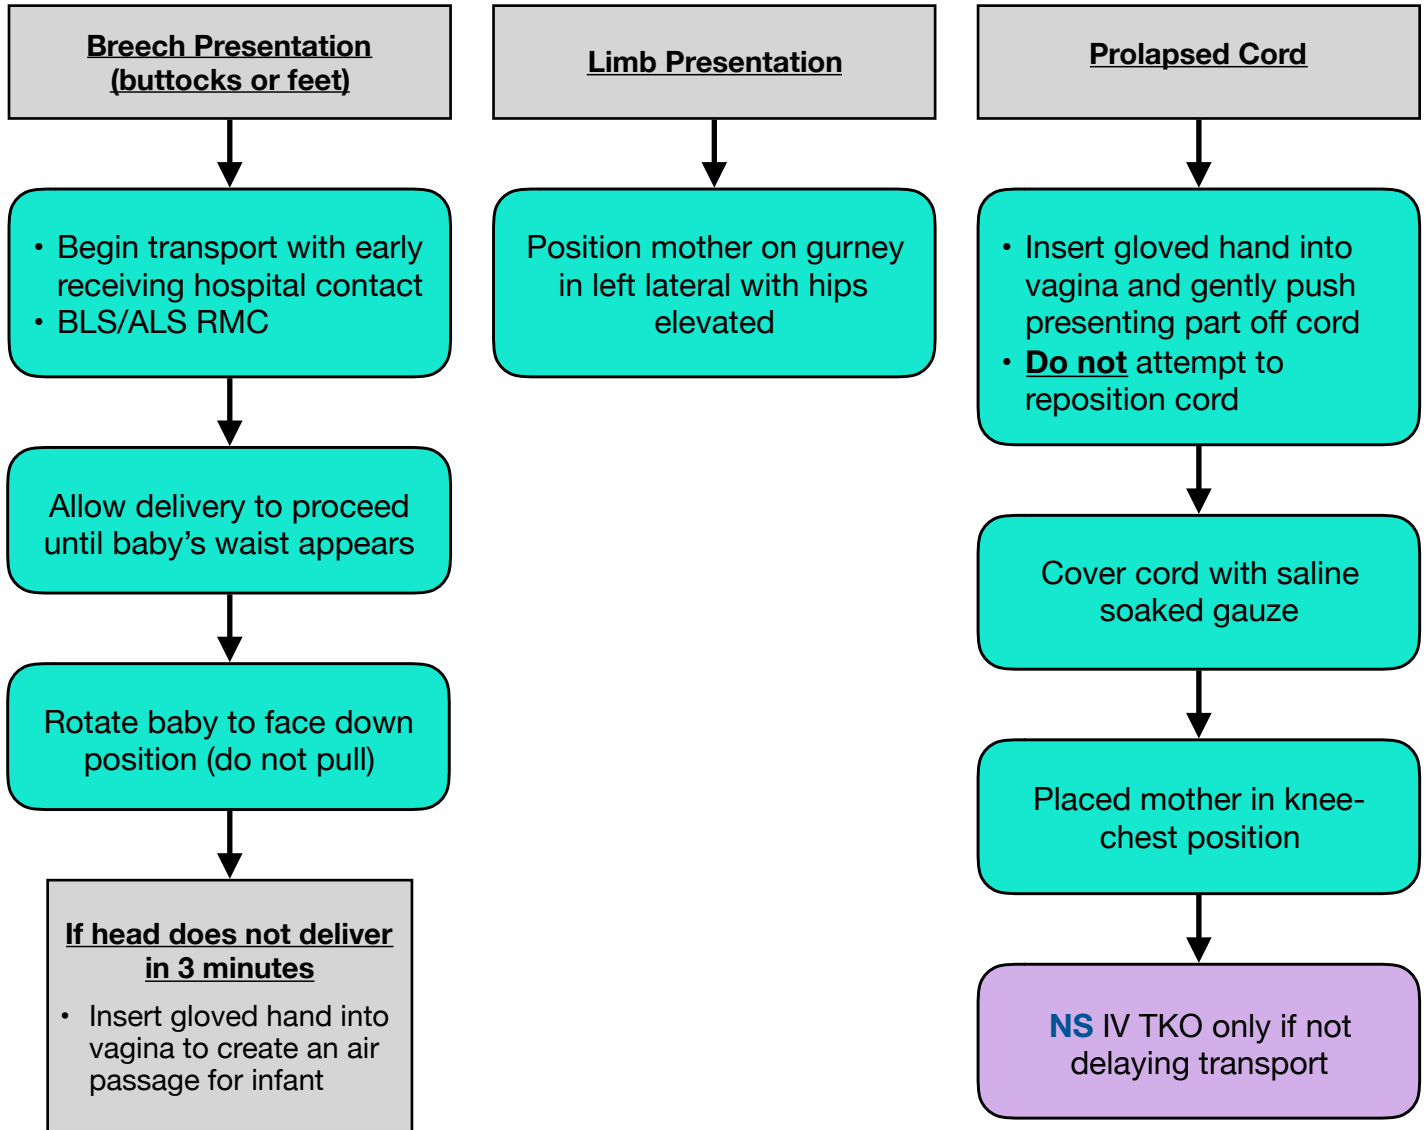 Breech Presentation
(buttocks or feet)
• Begin transport with early
receiving hospital contact
• BLS/ALS RMC
Allow delivery to proceed
until baby’s waist appears
Rotate baby to face down
position (do not pull)
If head does not deliver
in 3 minutes
• Insert gloved hand into
vagina to create an air
passage for infant
Limb Presentation
Position mother on gurney
in left lateral with hips
elevated
Prolapsed Cord
• Insert gloved hand into
vagina and gently push
presenting part off cord
• Do not attempt to
reposition cord
Cover cord with saline
soaked gauze
Placed mother in knee-
chest position
NS IV TKO only if not
delaying transport